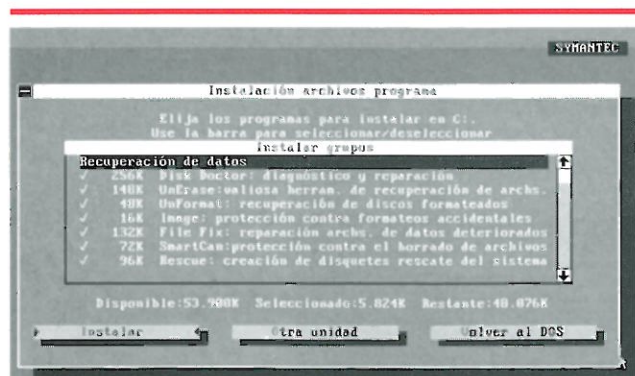 SYMANTEC
Instalación archivos programa
Elija los programas para instalar en C:.
Use la barra para seleccionar/deseleccionar
Instalar grupos
Recuperación de datos
√ 256K Disk Doctor: diagnóstico y reparación
√ 148K UnErase:valiosa herram. de recuperación de archs.
√ 48K UnFormat: recuperación de discos formateados
√ 16K Image: protección contra formateos accidentales
√ 132K File Fix: reparación archs. de datos deteriorados
√ 72K SmartCan:protección contra el borrado de archivos
√ 96K Rescue: creación de disquetes rescate del sistema
Disponible:53.900K Seleccionado:5.824K Restante:48.076K
Instalar Otra unidad Volver al DOS